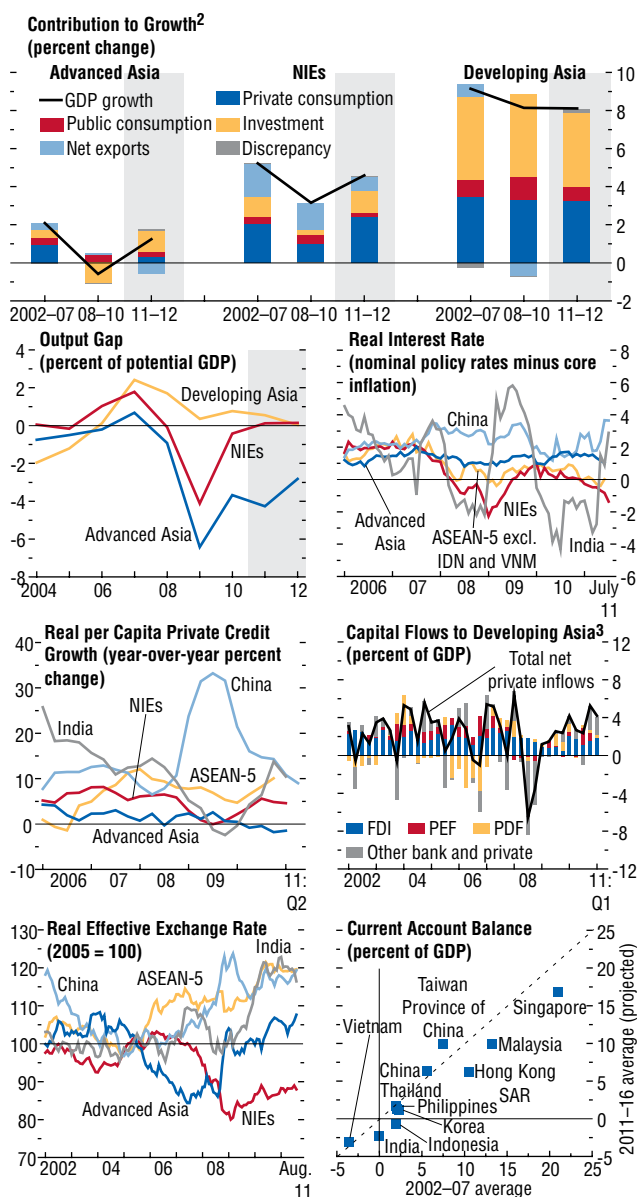 Contribution to Growth²
(percent change)
Advanced Asia
NIEs
Developing Asia
GDP growth
Private consumption
Public consumption
Investment
Net exports
Discrepancy
10
8
6
4
2
0
-2
2002–07 08–10 11–12
2002–07 08–10 11–12
2002–07 08–10 11–12
Output Gap
(percent of potential GDP)
4
2
0
-2
-4
-6
-8
Developing Asia
NIEs
Advanced Asia
2004 06 08 10 12
Real Interest Rate
(nominal policy rates minus core
inflation)
China
Advanced
Asia
ASEAN-5 excl.
IDN and VNM
NIEs
India
6
4
2
0
-2
-4
-6
2006 07 08 09 10 July
11
Real per Capita Private Credit
Growth (year-over-year percent
change)
40
30
20
10
0
-10
India
NIEs
China
ASEAN-5
Advanced Asia
2006 07 08 09 11:
Q2
Capital Flows to Developing Asia³
(percent of GDP)
Total net
private inflows
12
8
4
0
-4
-8
-12
FDI PEF PDF
Other bank and private
2002 04 06 08 11:
Q1
Real Effective Exchange Rate
(2005 = 100)
130
120
110
100
90
80
70
China
ASEAN-5
India
Advanced Asia
NIEs
2002 04 06 08 Aug.
11
Current Account Balance
(percent of GDP)
Taiwan
Province of
China
Singapore
Vietnam
Malaysia
China
Hong Kong
SAR
Thailand
Philippines
Korea
India
Indonesia
25
20
15
10
5
0
-5
2011–16 average (projected)
-5 0 5 10 15 20 25
2002–07 average